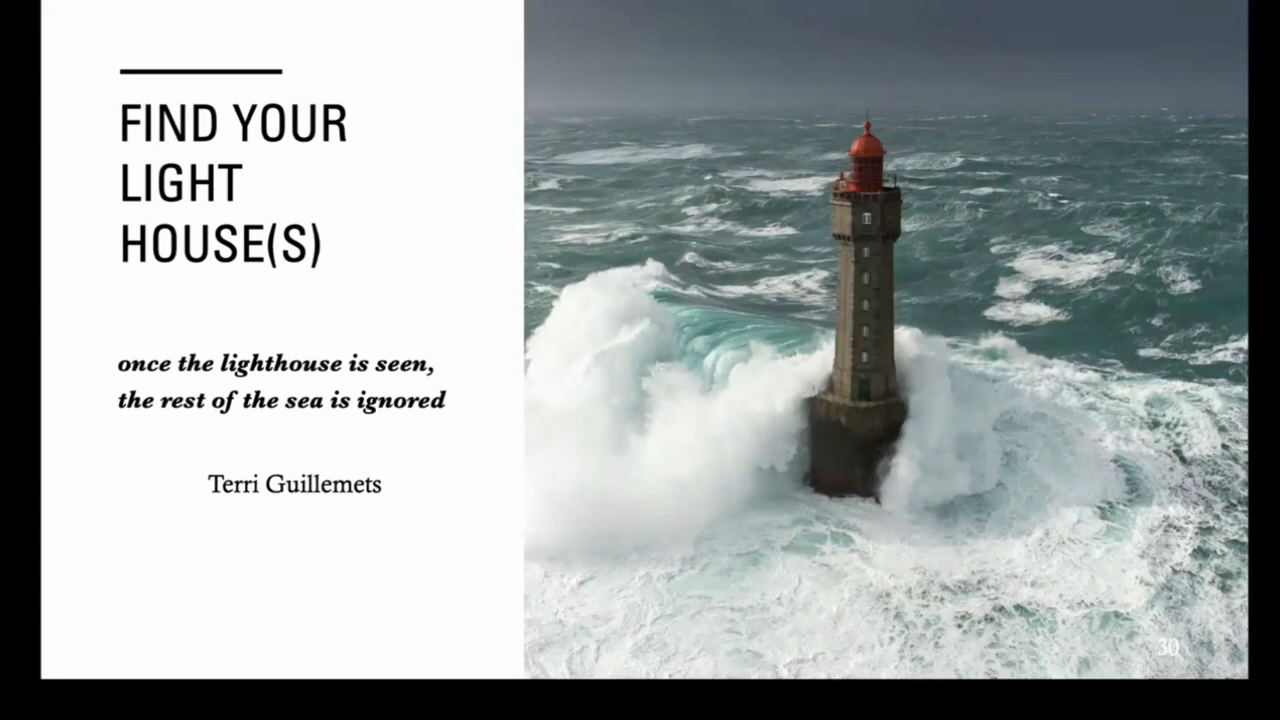 FIND YOUR
LIGHT
HOUSE(S)
once the lighthouse is seen,
the rest of the sea is ignored
Terri Guillemets
30